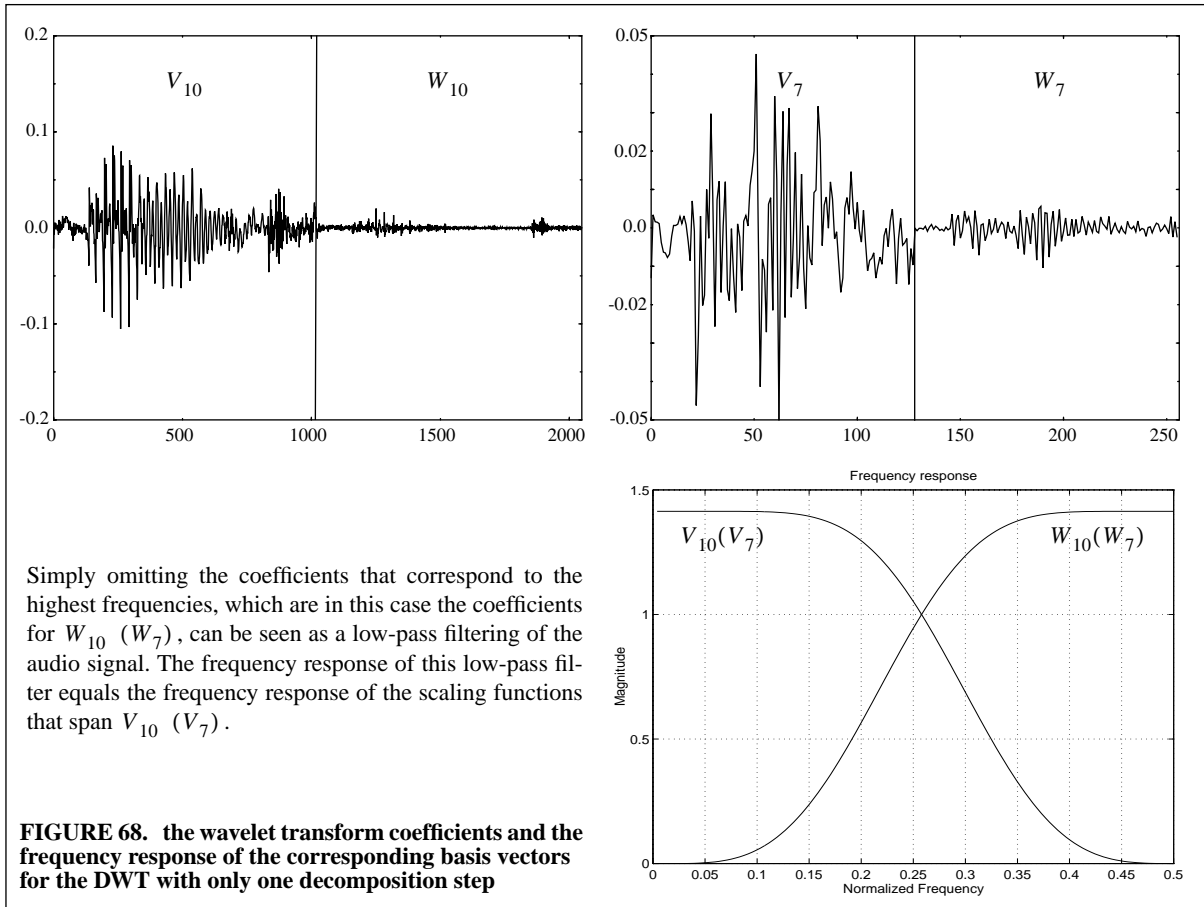 0.2
0.1
0.0
-0.1
-0.2
V10
W10
0 500 1000 1500 2000
0.05
0.02
0.0
-0.02
-0.05
V7
W7
0 50 100 150 200 250
Simply omitting the coefficients that correspond to the
highest frequencies, which are in this case the coefficients
for W10 (W7), can be seen as a low-pass filtering of the
audio signal. The frequency response of this low-pass fil-
ter equals the frequency response of the scaling functions
that span V10 (V7).
FIGURE 68. the wavelet transform coefficients and the
frequency response of the corresponding basis vectors
for the DWT with only one decomposition step
Frequency response
1.5
1
0.5
0
Magnitude
V10(V7)
W10(W7)
0 0.05 0.1 0.15 0.2 0.25 0.3 0.35 0.4 0.45 0.5
Normalized Frequency